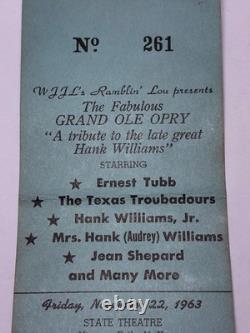 No 261
WJJL's Ramblin' Lou presents
The Fabulous
GRAND OLE OPRY
"A tribute to the late great
Hank Williams"
STARRING
★ Ernest Tubb
★ The Texas Troubadours
★ Hank Williams, Jr.
★ Mrs. Hank (Audrey) Williams
★ Jean Shepard
and Many More
Friday, 22, 1963
STATE THEATRE